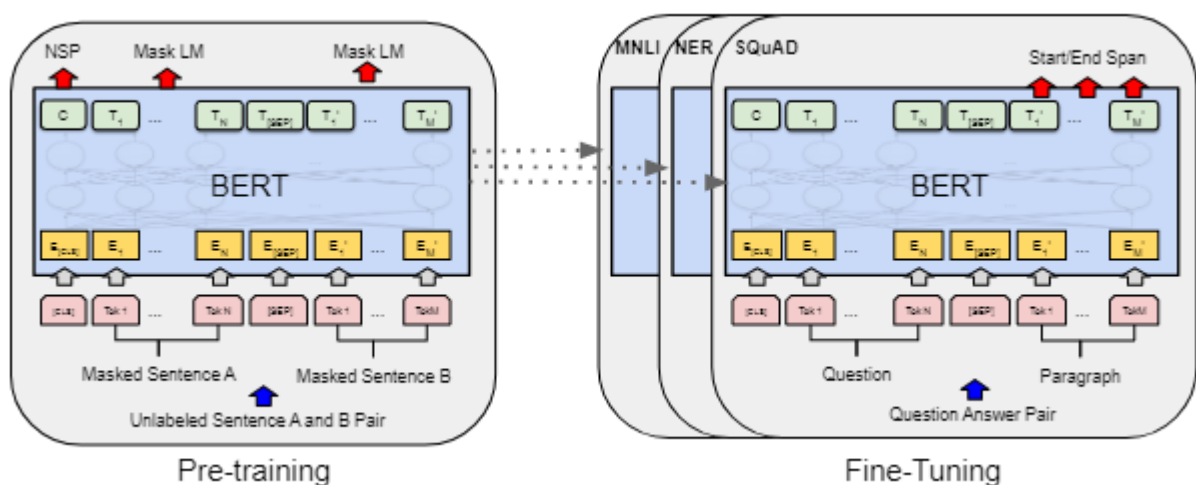 NSP Mask LM Mask LM
C T1 ... TN T[SEP] T1' ... TM'
BERT
E[CLS] E1 ... EN E[SEP] E1' ... EM'
[CLS] Tok 1 ... Tok N [SEP] Tok 1 ... TokM
Masked Sentence A Masked Sentence B
Unlabeled Sentence A and B Pair
Pre-training
MNLI NER SQuAD
Start/End Span
C T1 ... TN T[SEP] T1' ... TM'
BERT
E[CLS] E1 ... EN E[SEP] E1' ... EM'
[CLS] Tok 1 ... Tok N [SEP] Tok 1 ... TokM
Question Paragraph
Question Answer Pair
Fine-Tuning